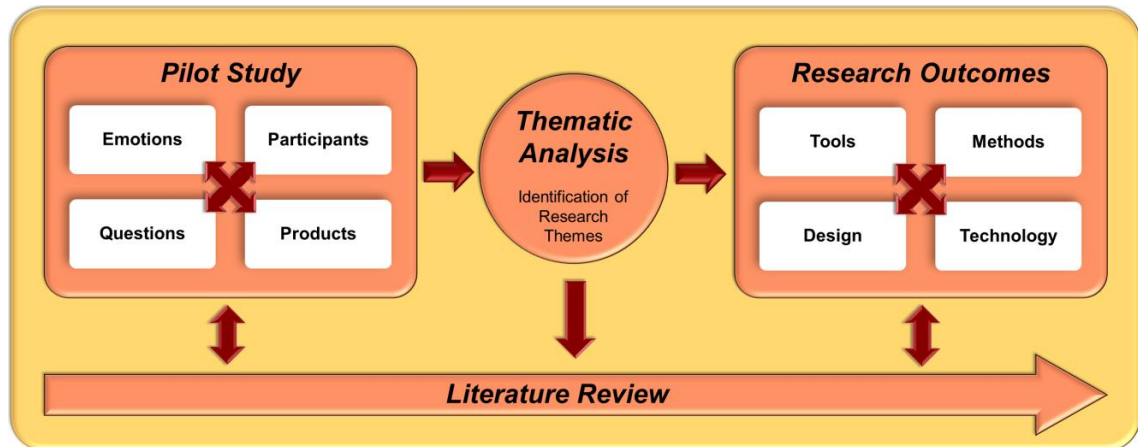 Pilot Study
Emotions
Participants
Questions
Products
Thematic
Analysis
Identification of
Research
Themes
Research Outcomes
Tools
Methods
Design
Technology
Literature Review